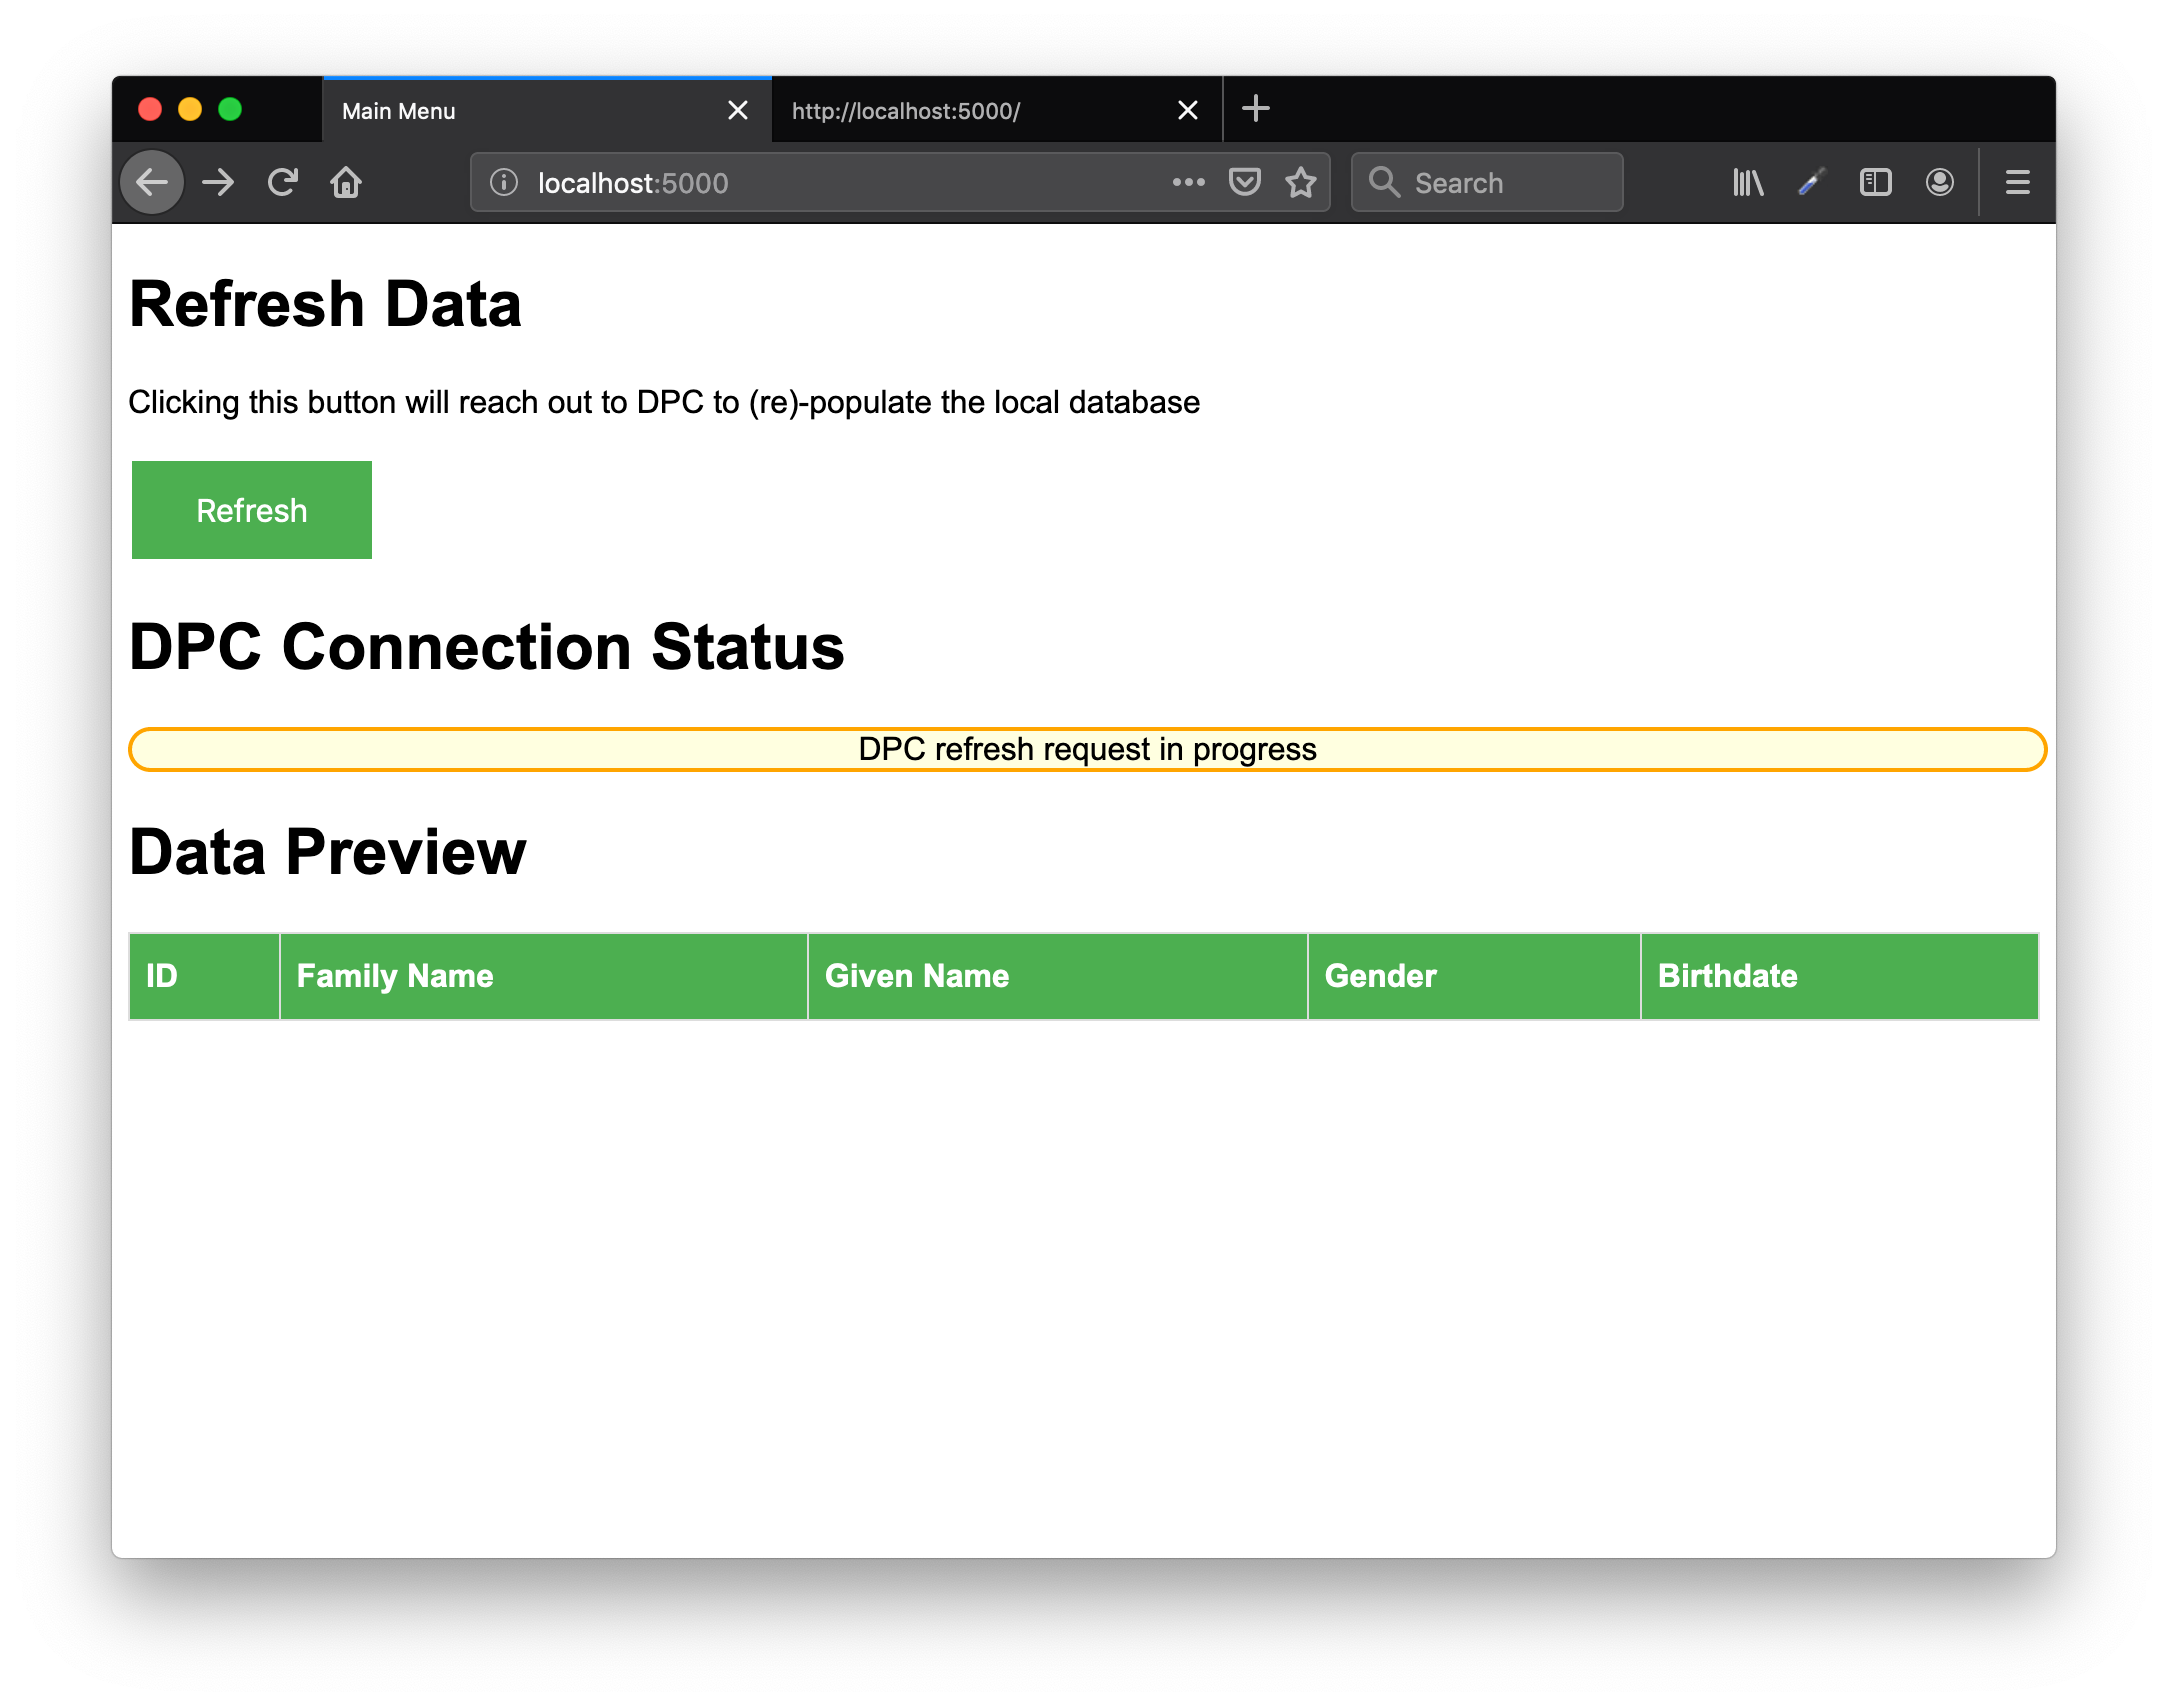 Main Menu
http://localhost:5000/
localhost:5000
Search
Refresh Data
Clicking this button will reach out to DPC to (re)-populate the local database
Refresh
DPC Connection Status
DPC refresh request in progress
Data Preview
ID Family Name Given Name Gender Birthdate